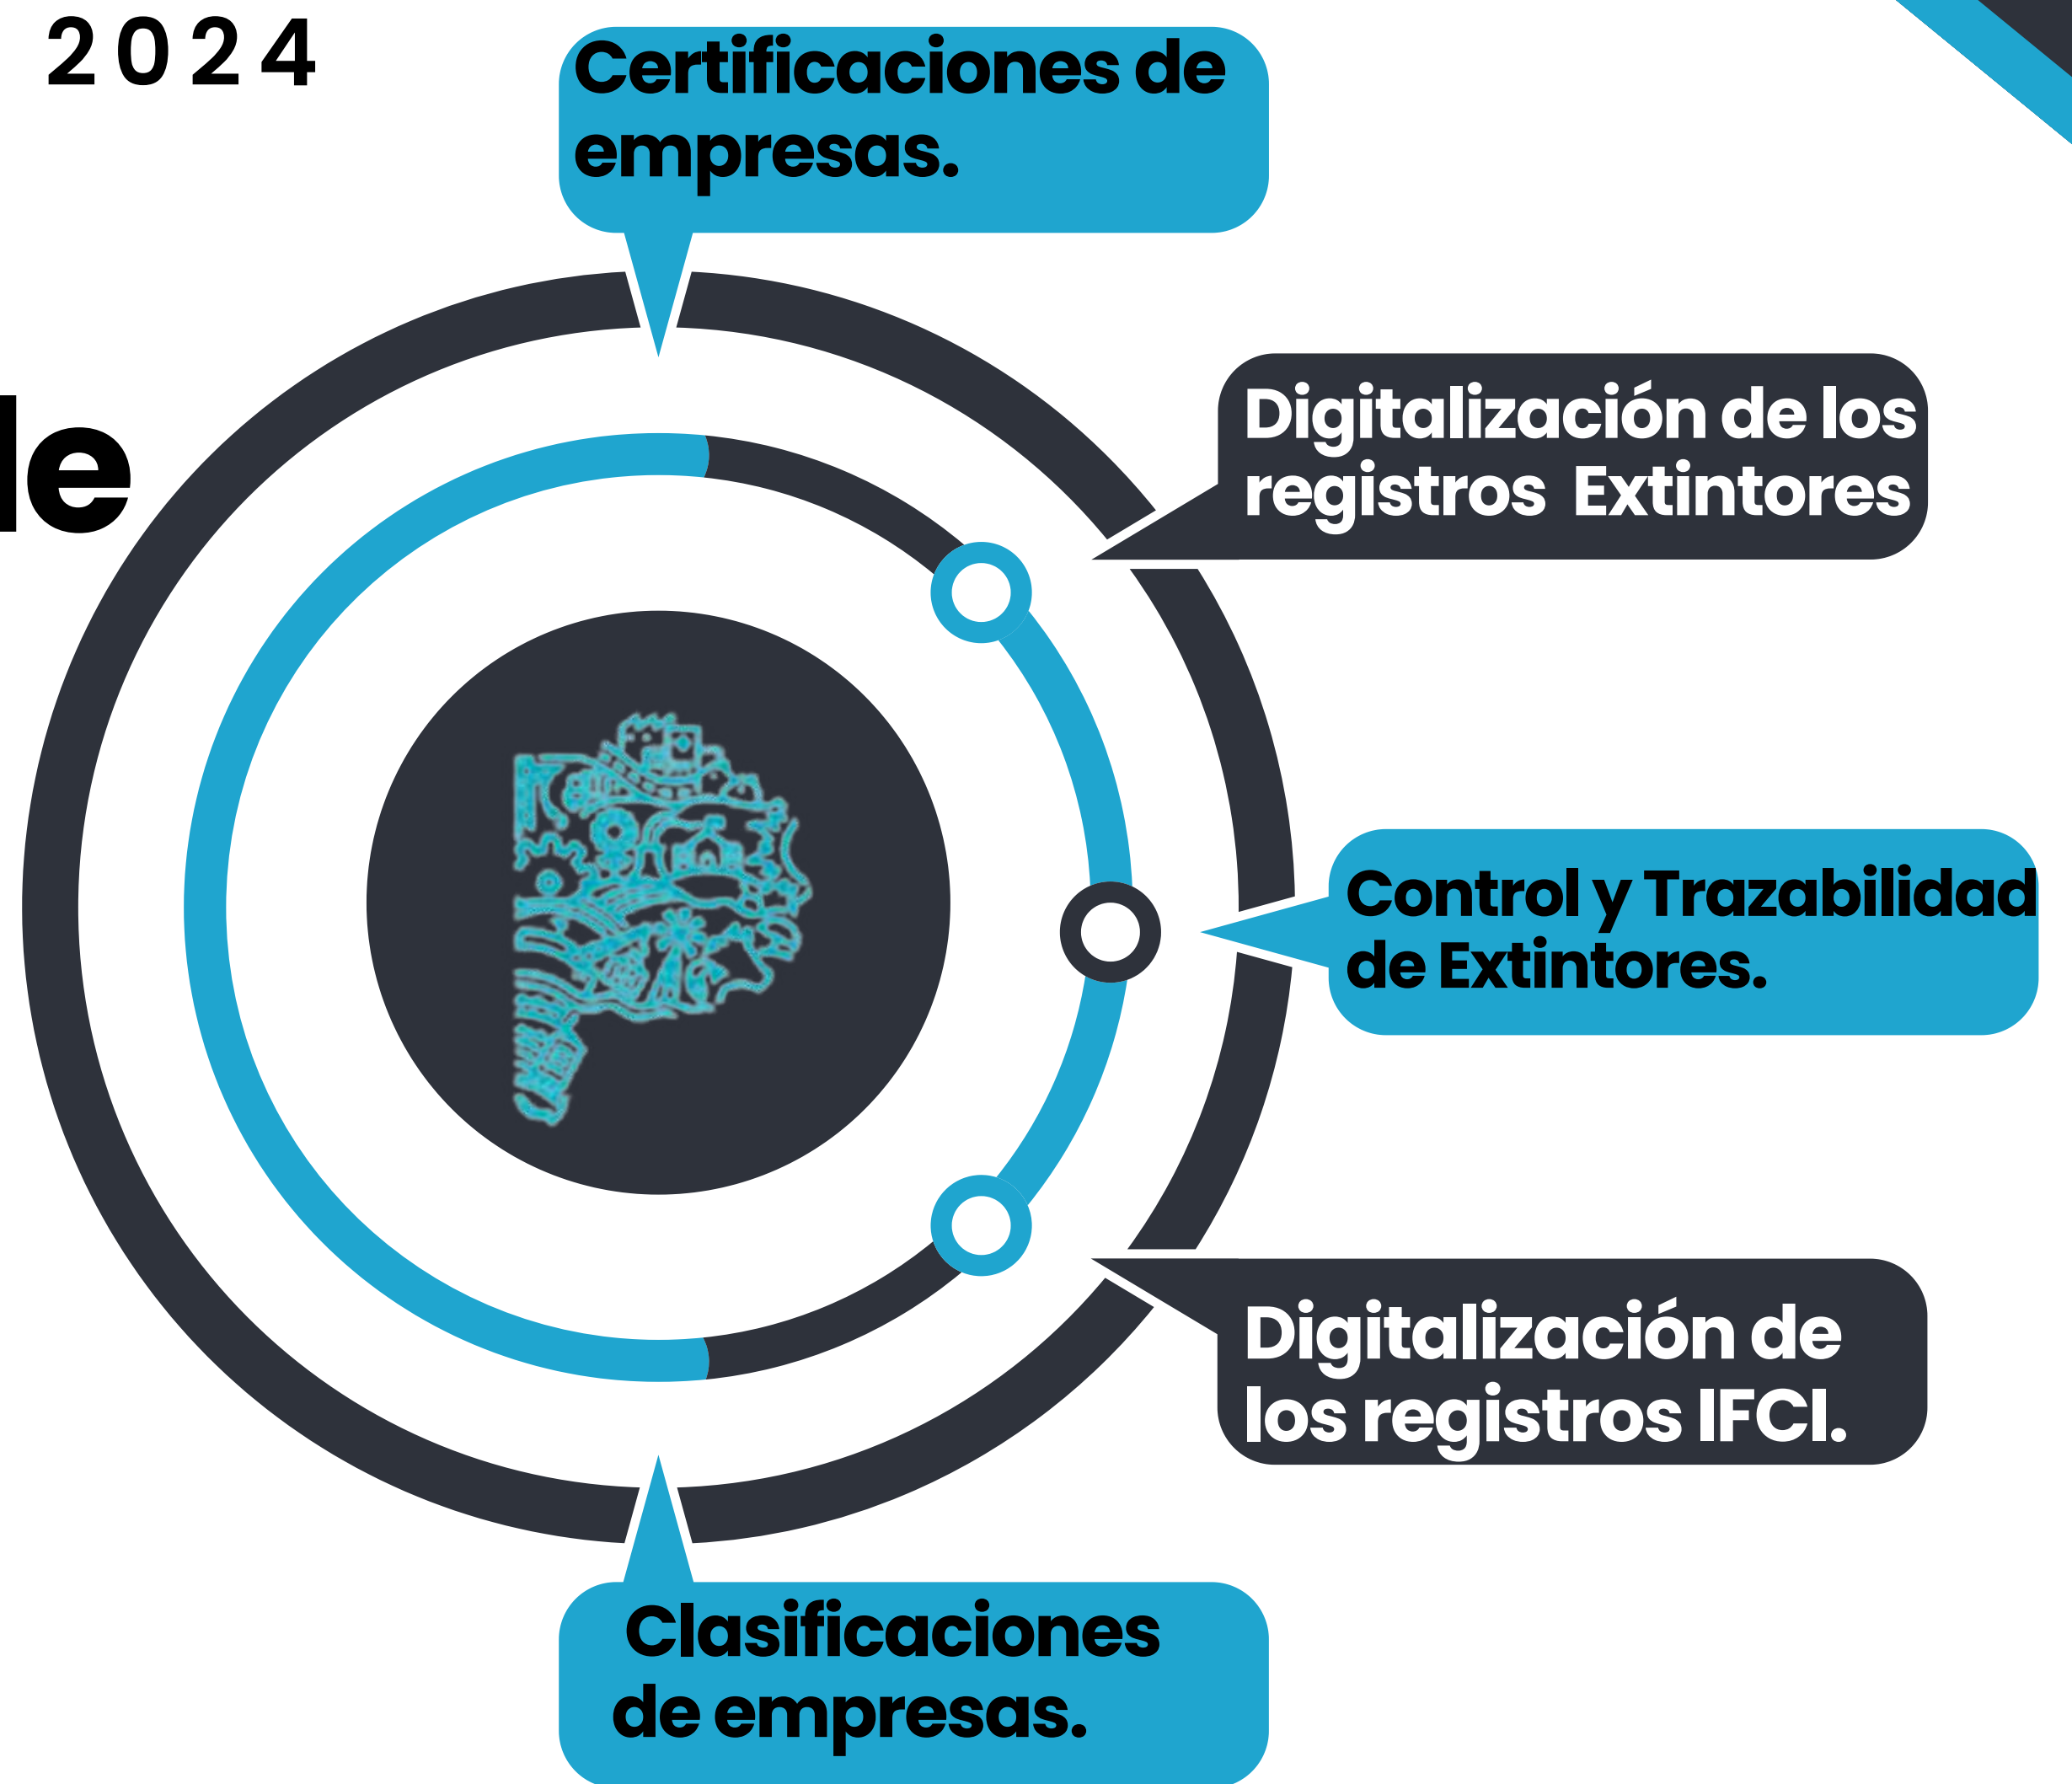 2024
Certificaciones de
empresas.
Digitalización de los
registros Extintores
le
Control y Trazabilidad
de Extintores.
Digitalización de
los registros IFCI.
Clasificaciones
de empresas.